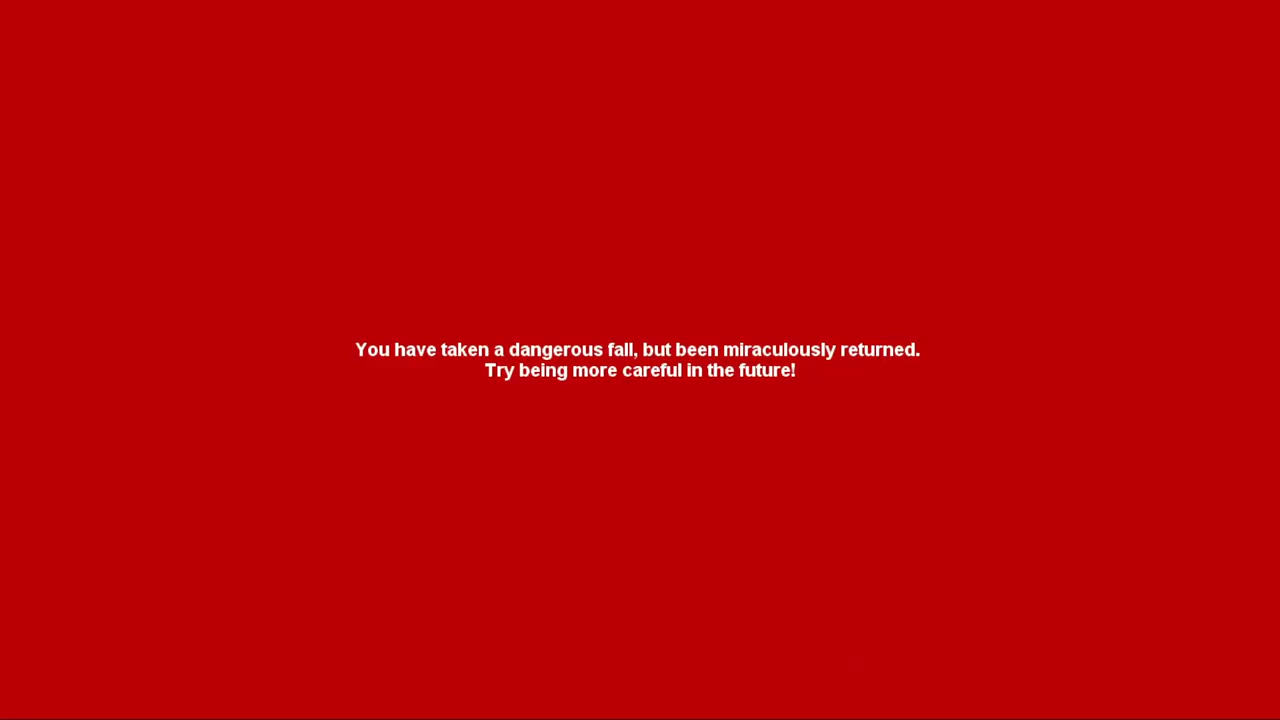 You have taken a dangerous fall, but been miraculously returned.
Try being more careful in the future!